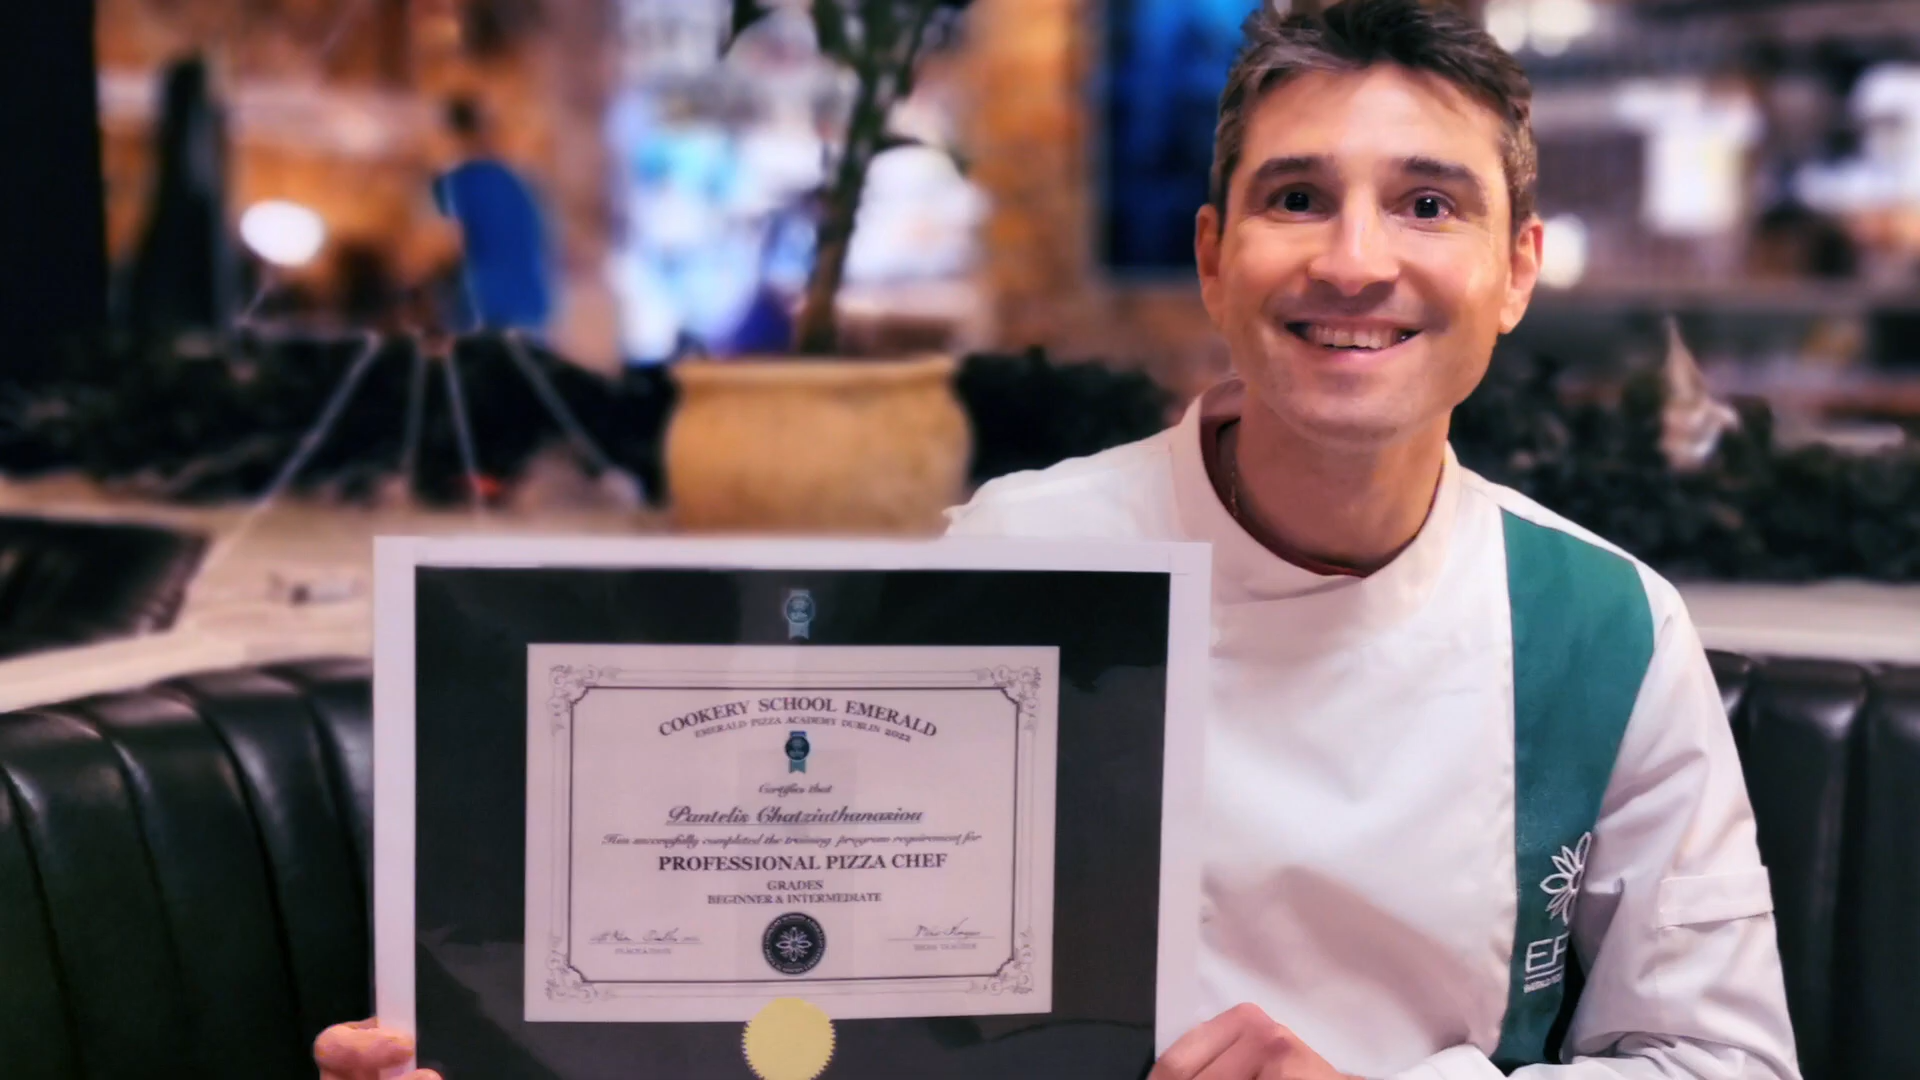 COOKERY SCHOOL EMERALD
EMERALD PIZZA ACADEMY DUBLIN 2022
Certifies that
Pantelis Chatziathanasiou
Has successfully completed the training program requirement for
PROFESSIONAL PIZZA CHEF
GRADES
BEGINNER & INTERMEDIATE